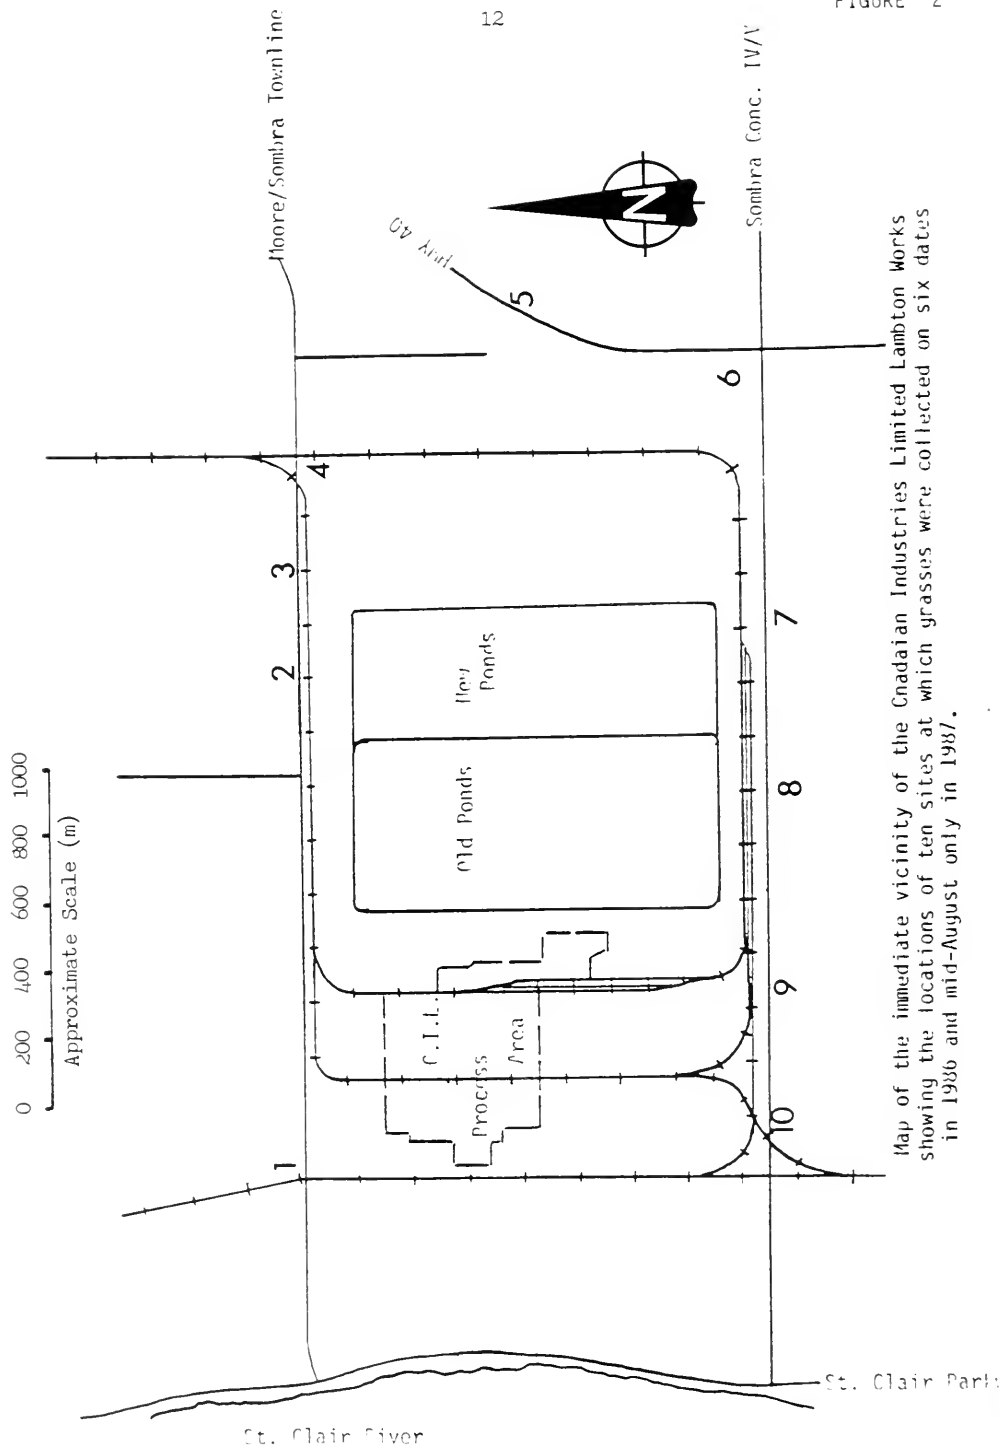 12
FIGURE 2
Moore/Sombra Townline
Hwy 40
N
Sombra Conc. IV/V
0 200 400 600 800 1000
Approximate Scale (m)
1
2
3
4
5
6
7
8
9
10
New
Ponds
Old Ponds
C.I.L.
Process
Area
St. Clair
St. Clair River
Map of the immediate vicinity of the Cnadaian Industries Limited Lambton Works
showing the locations of ten sites at which grasses were collected on six dates
in 1986 and mid-August only in 1987.